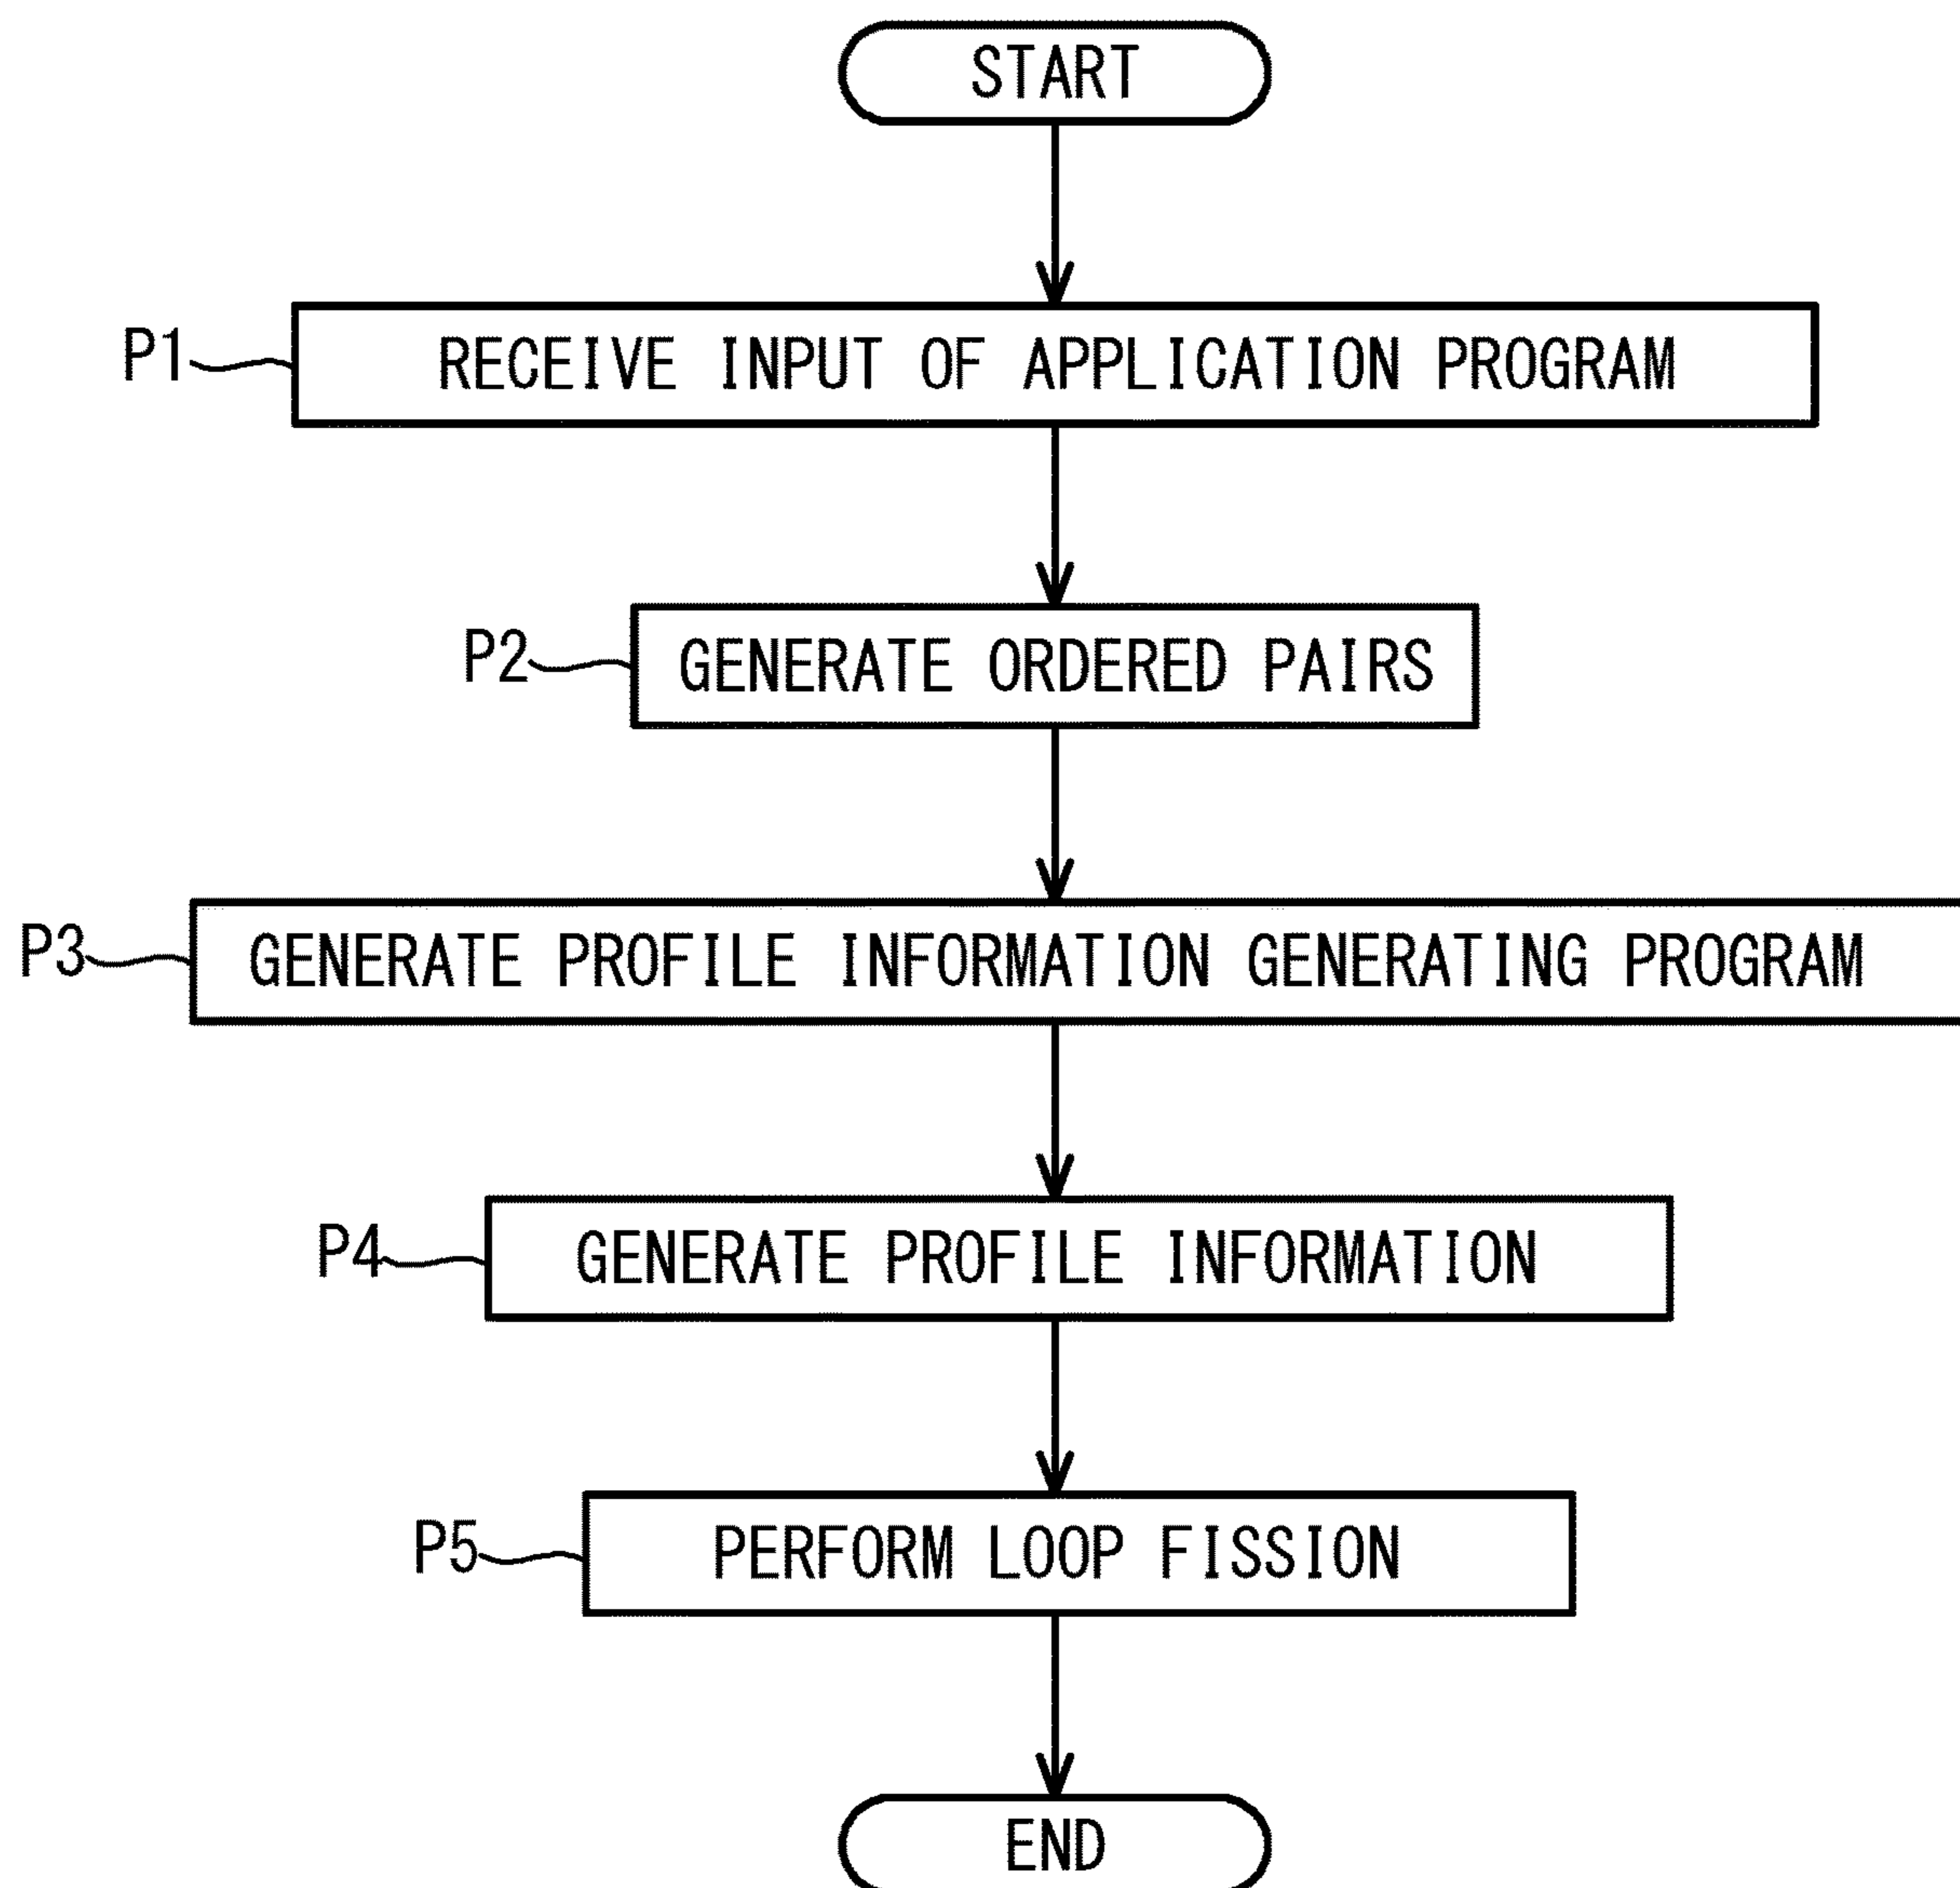 START
P1
RECEIVE INPUT OF APPLICATION PROGRAM
P2
GENERATE ORDERED PAIRS
P3
GENERATE PROFILE INFORMATION GENERATING PROGRAM
P4
GENERATE PROFILE INFORMATION
P5
PERFORM LOOP FISSION
END